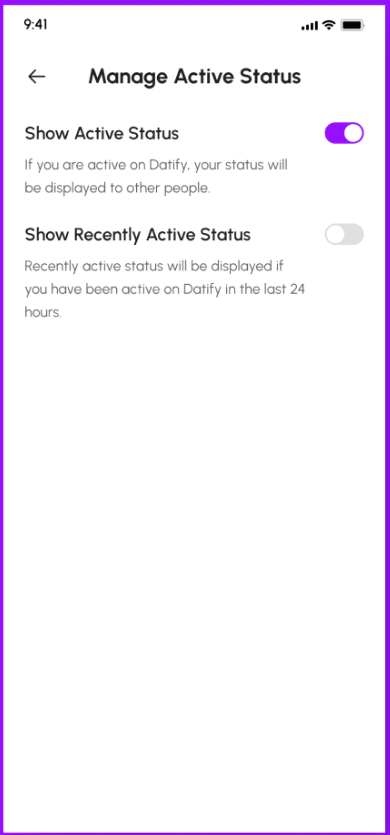 9:41
Manage Active Status
Show Active Status
If you are active on Datify, your status will
be displayed to other people.
Show Recently Active Status
Recently active status will be displayed if
you have been active on Datify in the last 24
hours.